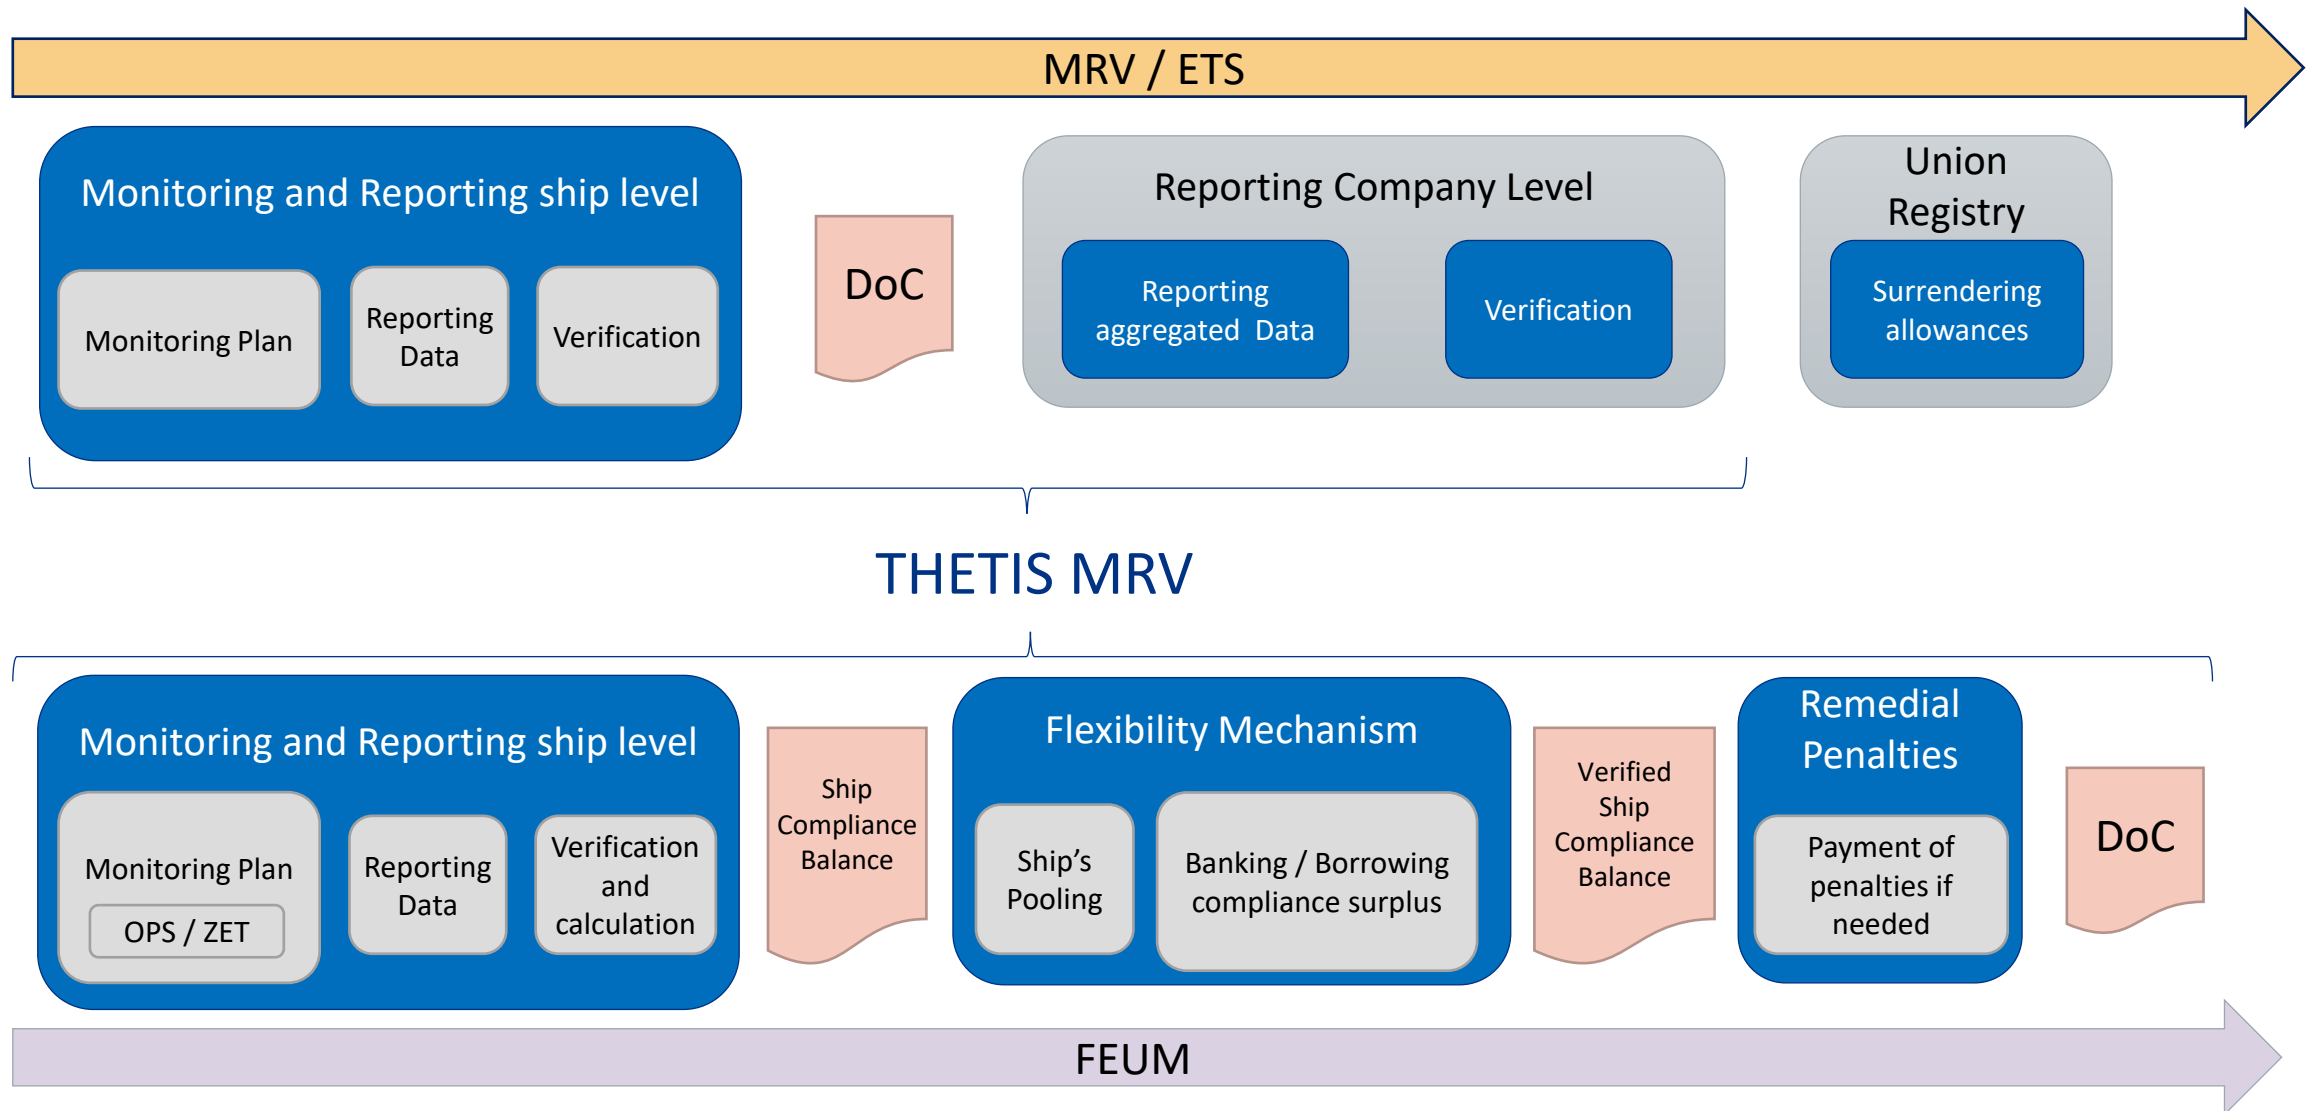 MRV / ETS
Monitoring and Reporting ship level
Monitoring Plan
Reporting
Data
Verification
DoC
Reporting Company Level
Reporting
aggregated  Data
Verification
Union
Registry
Surrendering
allowances
THETIS MRV
Monitoring and Reporting ship level
Monitoring Plan
OPS / ZET
Reporting
Data
Verification
and
calculation
Ship
Compliance
Balance
Flexibility Mechanism
Ship’s
Pooling
Banking / Borrowing
compliance surplus
Verified
Ship
Compliance
Balance
Remedial
Penalties
Payment of
penalties if
needed
DoC
FEUM